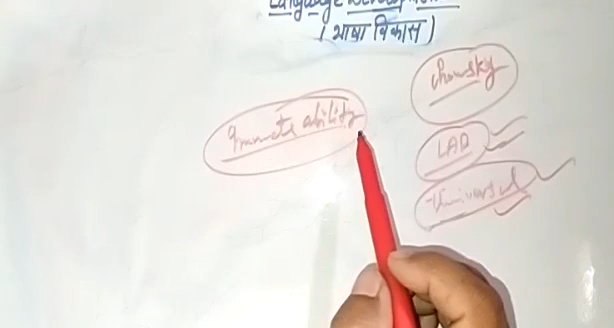 Language Development
(भाषा विकास)
chomsky
Innate ability
LAD
Universal